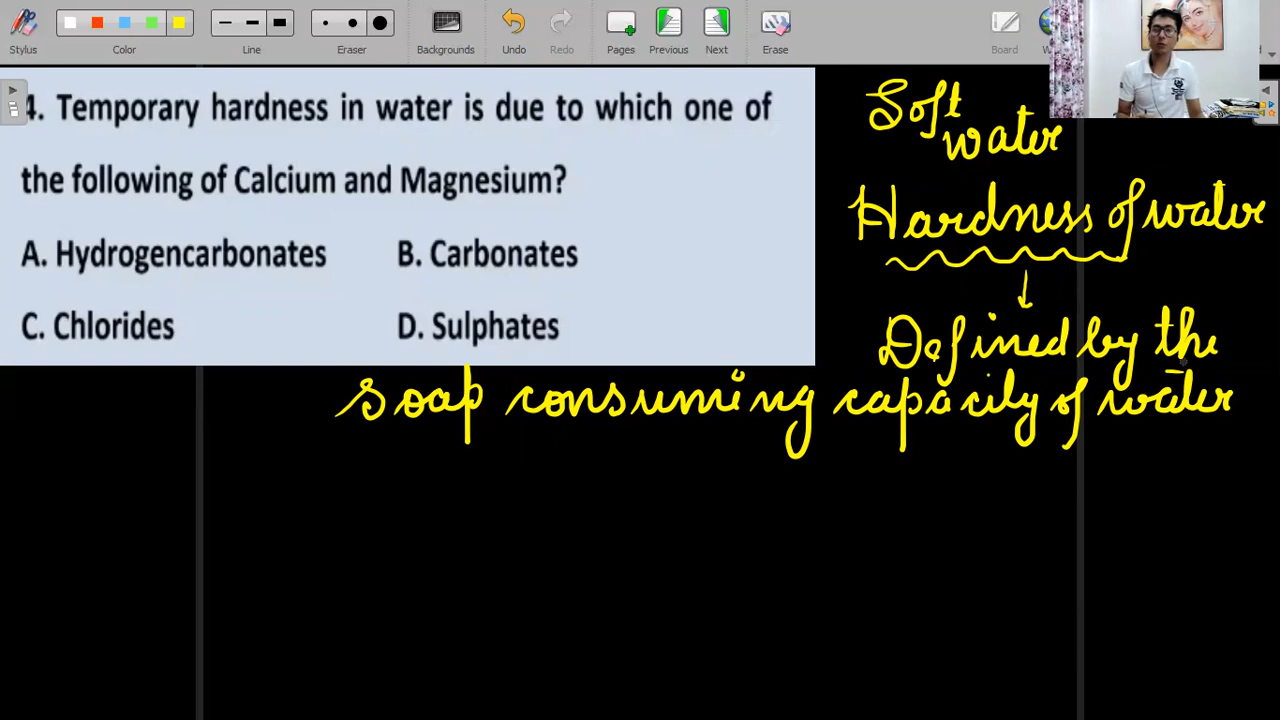 Stylus
Color
Line
Eraser
Backgrounds
Undo
Redo
Pages
Previous
Next
Erase
Board
4. Temporary hardness in water is due to which one of
the following of Calcium and Magnesium?
A. Hydrogencarbonates B. Carbonates
C. Chlorides D. Sulphates
Soft
water
Hardness of water
Defined by the
soap consuming capacity of water